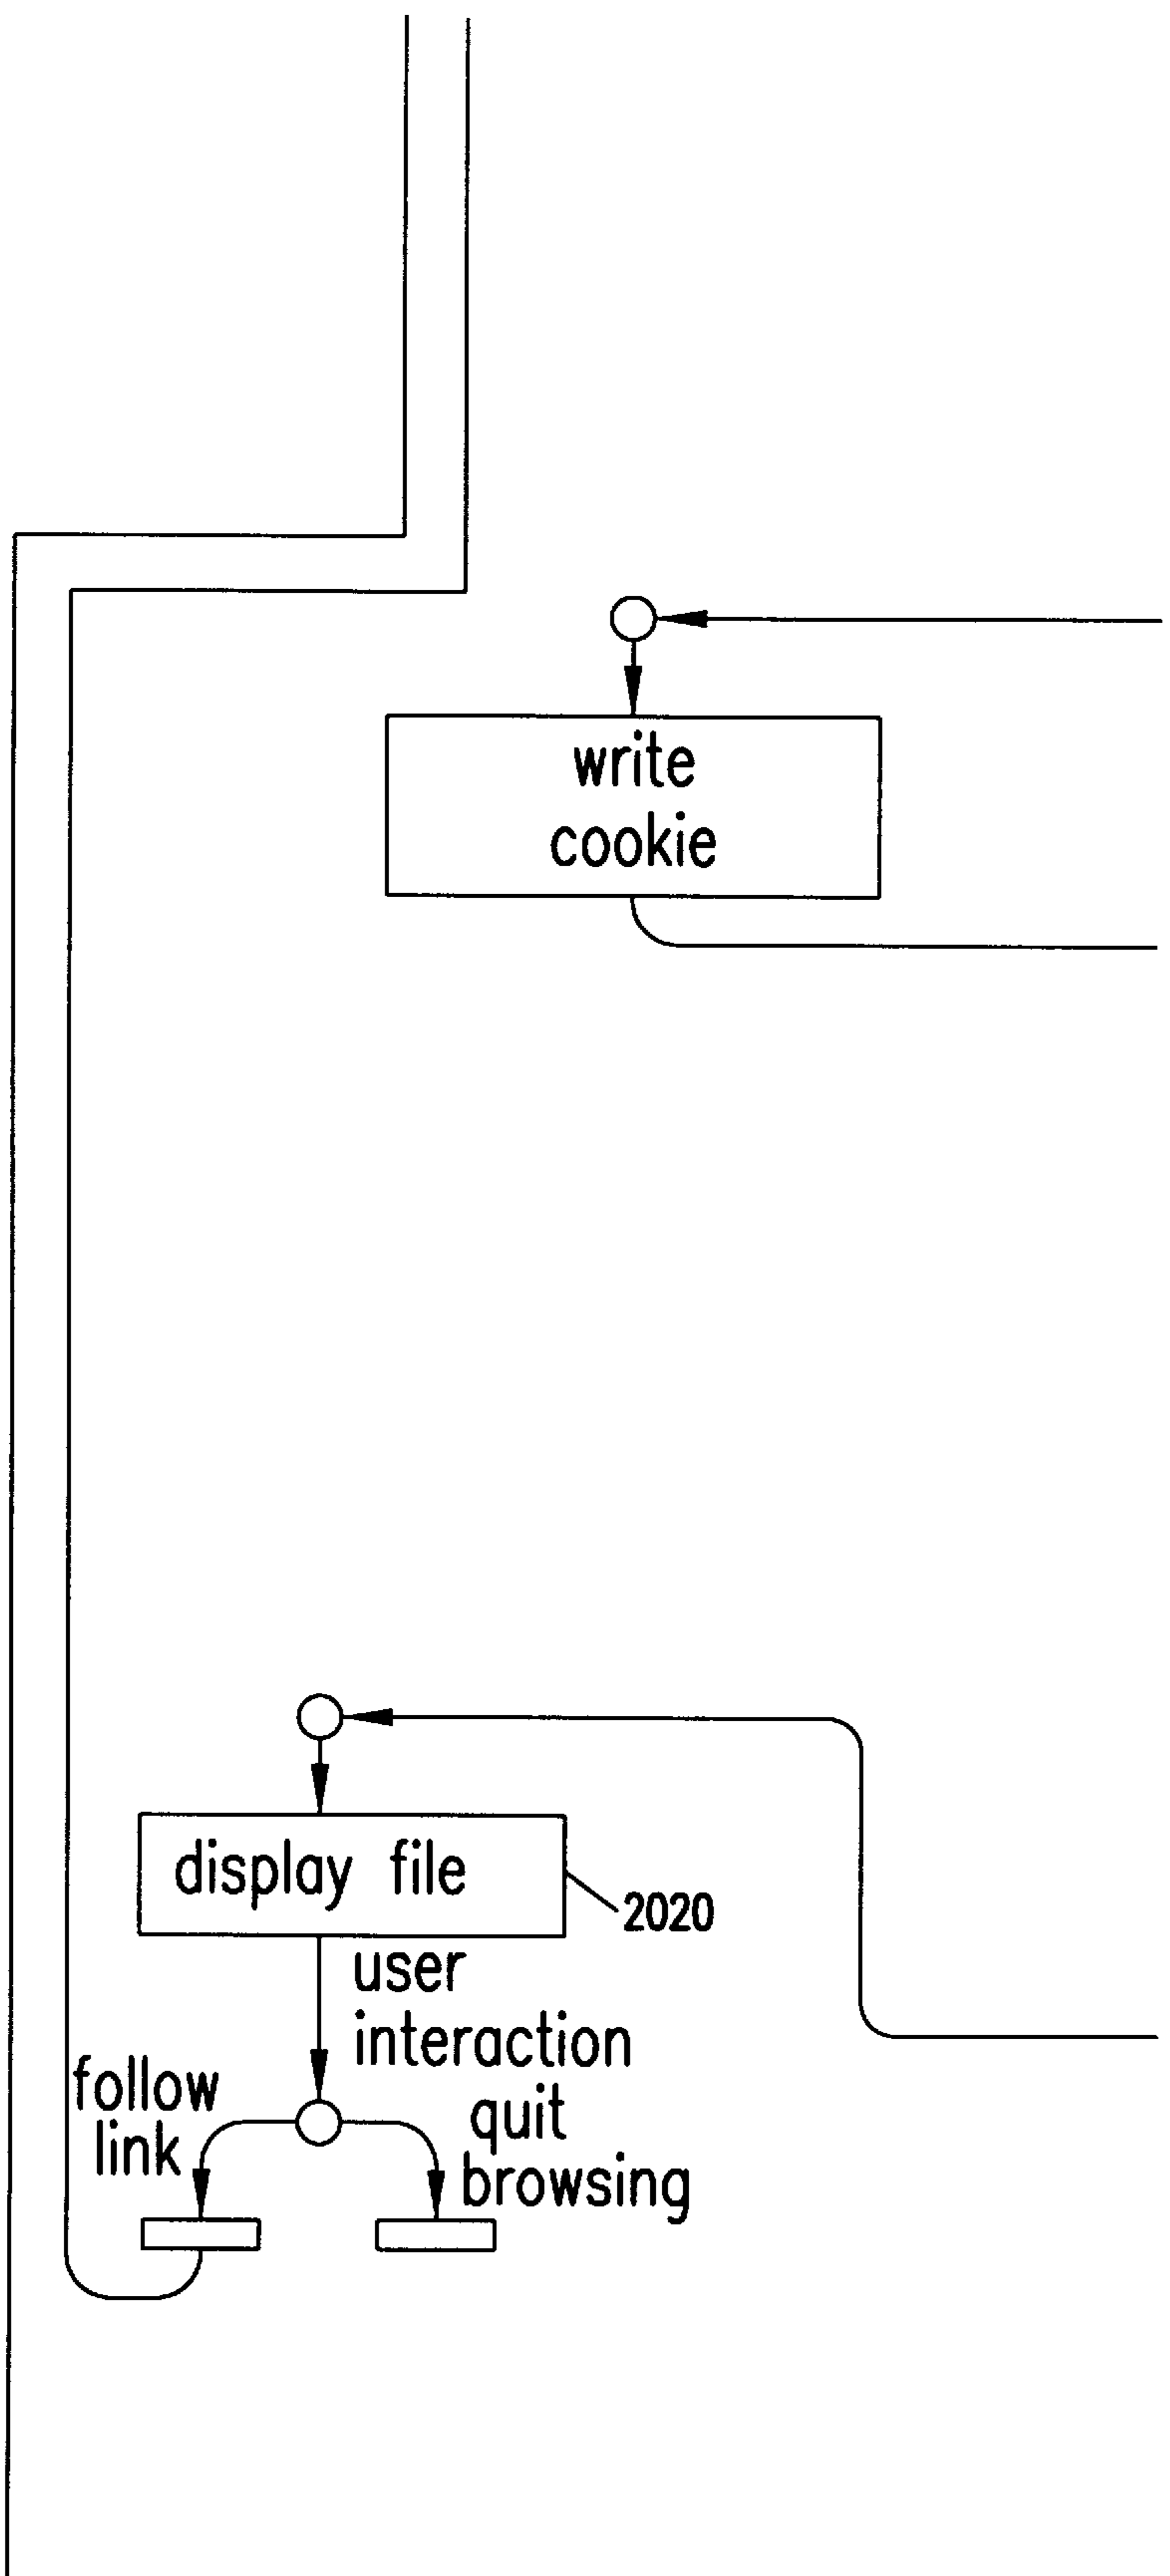 write
cookie
display file
2020
user
interaction
follow
link
quit
browsing